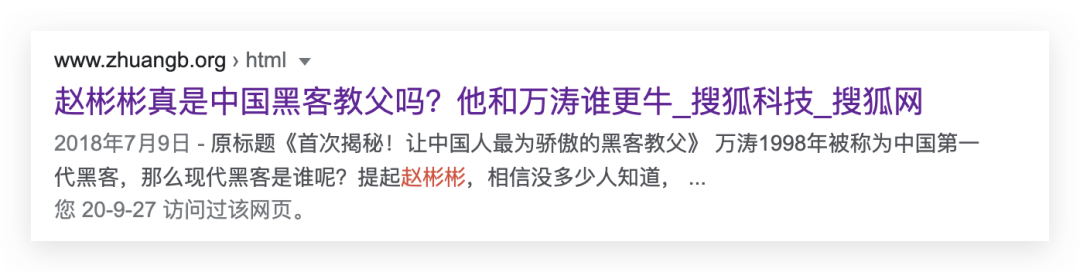 www.zhuangb.org › html
赵彬彬真是中国黑客教父吗？他和万涛谁更牛_搜狐科技_搜狐网
2018年7月9日 - 原标题《首次揭秘！让中国人最为骄傲的黑客教父》 万涛1998年被称为中国第一
代黑客，那么现代黑客是谁呢？提起赵彬彬，相信没多少人知道， ...
您 20-9-27 访问过该网页。